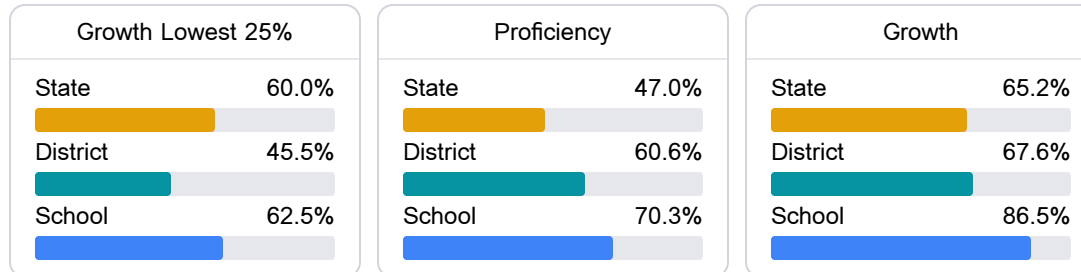 Growth Lowest 25%
State 60.0%
District 45.5%
School 62.5%
Proficiency
State 47.0%
District 60.6%
School 70.3%
Growth
State 65.2%
District 67.6%
School 86.5%